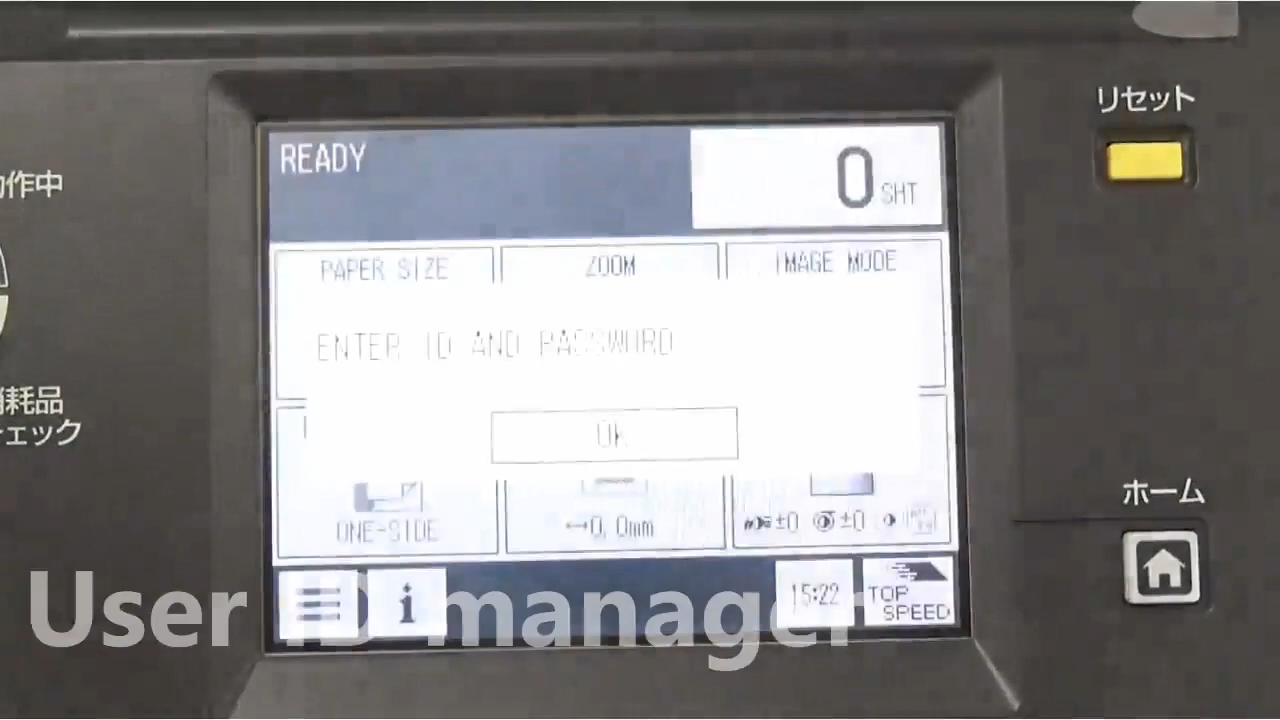 リセット
READY
0 SHT
動作中
PAPER SIZE
ZOOM
IMAGE MODE
ENTER ID AND PASSWORD
消耗品
チェック
OK
ホーム
ONE-SIDE
↔0.0mm
±0
±0
15:22
TOP
SPEED
User ID manager